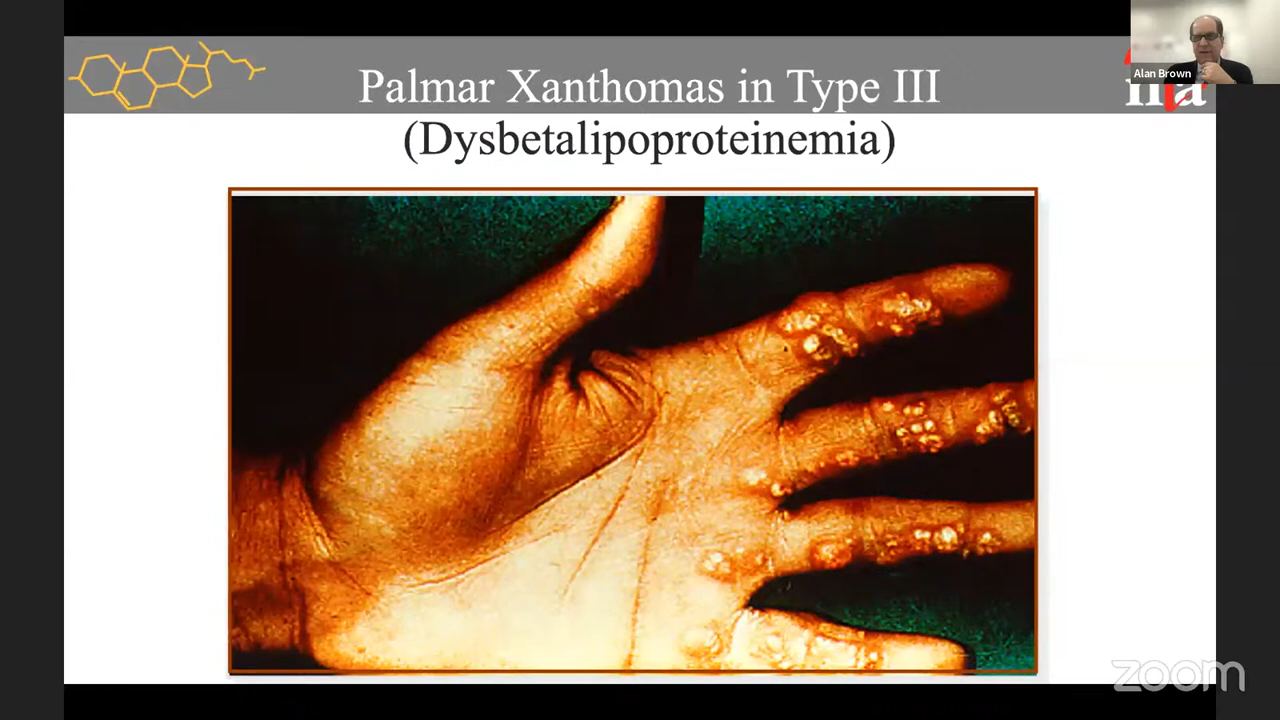 Palmar Xanthomas in Type III
(Dysbetalipoproteinemia)
Alan Brown
zoom